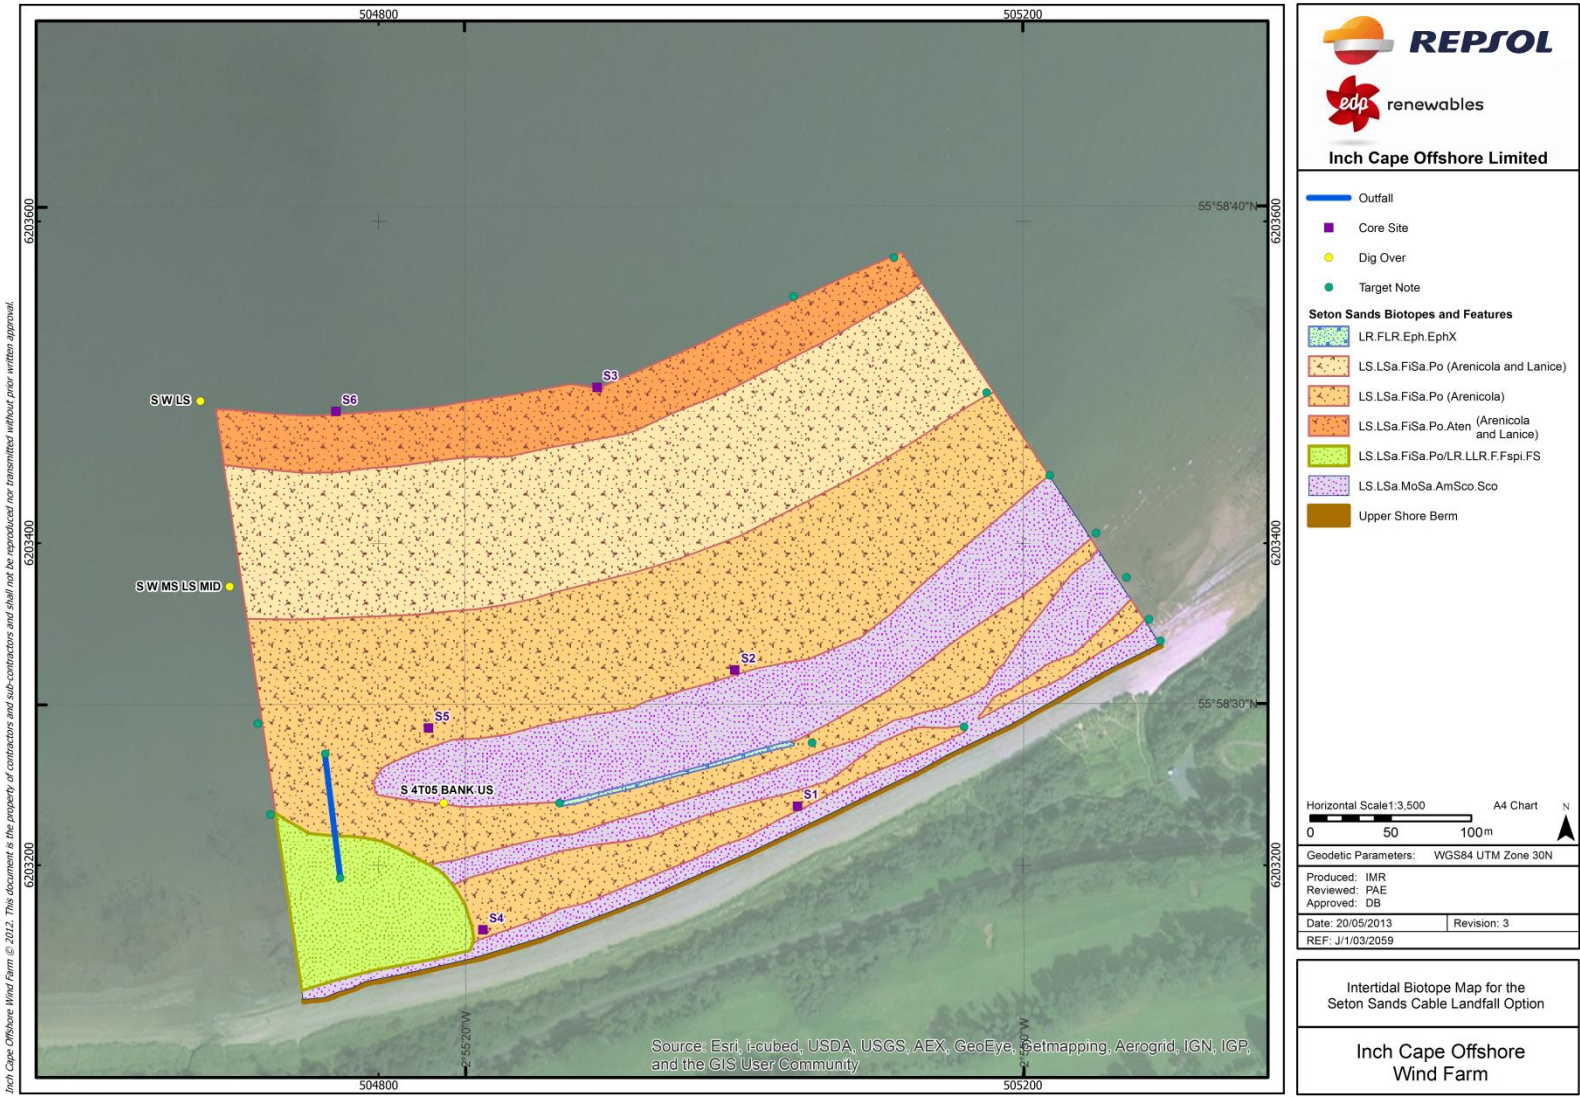 504800
505200
6203600
6203400
6203200
6203600
6203400
6203200
55°58'40"N
55°58'30"N
S3
S6
S W LS
S W MS LS MID
S2
S5
S 4T05 BANK US
S1
S4
2°55'20"W
2°55'0"W
Source: Esri, i-cubed, USDA, USGS, AEX, GeoEye, Getmapping, Aerogrid, IGN, IGP,
and the GIS User Community
504800
505200
Inch Cape Offshore Wind Farm © 2012. This document is the property of contractors and sub-contractors and shall not be reproduced nor transmitted without prior written approval.
REPSOL
edp renewables
Inch Cape Offshore Limited
Outfall
Core Site
Dig Over
Target Note
Seton Sands Biotopes and Features
LR.FLR.Eph.EphX
LS.LSa.FiSa.Po (Arenicola and Lanice)
LS.LSa.FiSa.Po (Arenicola)
LS.LSa.FiSa.Po.Aten (Arenicola
and Lanice)
LS.LSa.FiSa.Po/LR.LLR.F.Fspi.FS
LS.LSa.MoSa.AmSco.Sco
Upper Shore Berm
Horizontal Scale1:3,500 A4 Chart N
0 50 100m
Geodetic Parameters: WGS84 UTM Zone 30N
Produced: IMR
Reviewed: PAE
Approved: DB
Date: 20/05/2013 Revision: 3
REF: J/1/03/2059
Intertidal Biotope Map for the
Seton Sands Cable Landfall Option
Inch Cape Offshore
Wind Farm